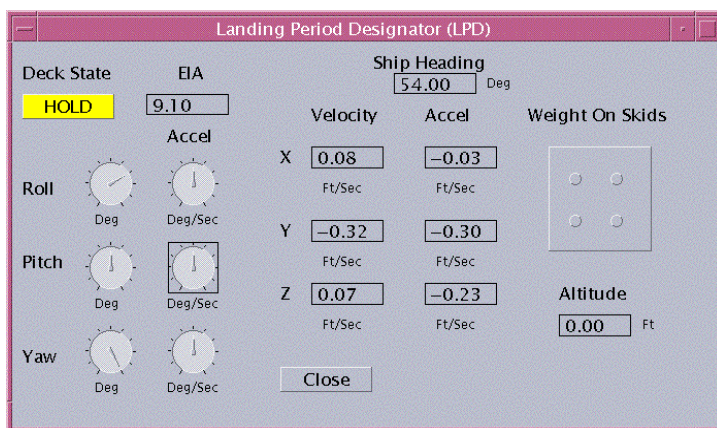 Landing Period Designator (LPD)
Deck State EIA Ship Heading
HOLD 9.10 54.00 Deg
Accel Velocity Accel Weight On Skids
X 0.08 −0.03
Roll Ft/Sec Ft/Sec
Deg Deg/Sec
Y −0.32 −0.30
Pitch Ft/Sec Ft/Sec
Z 0.07 −0.23 Altitude
Deg Deg/Sec
Ft/Sec Ft/Sec 0.00 Ft
Yaw
Close
Deg Deg/Sec